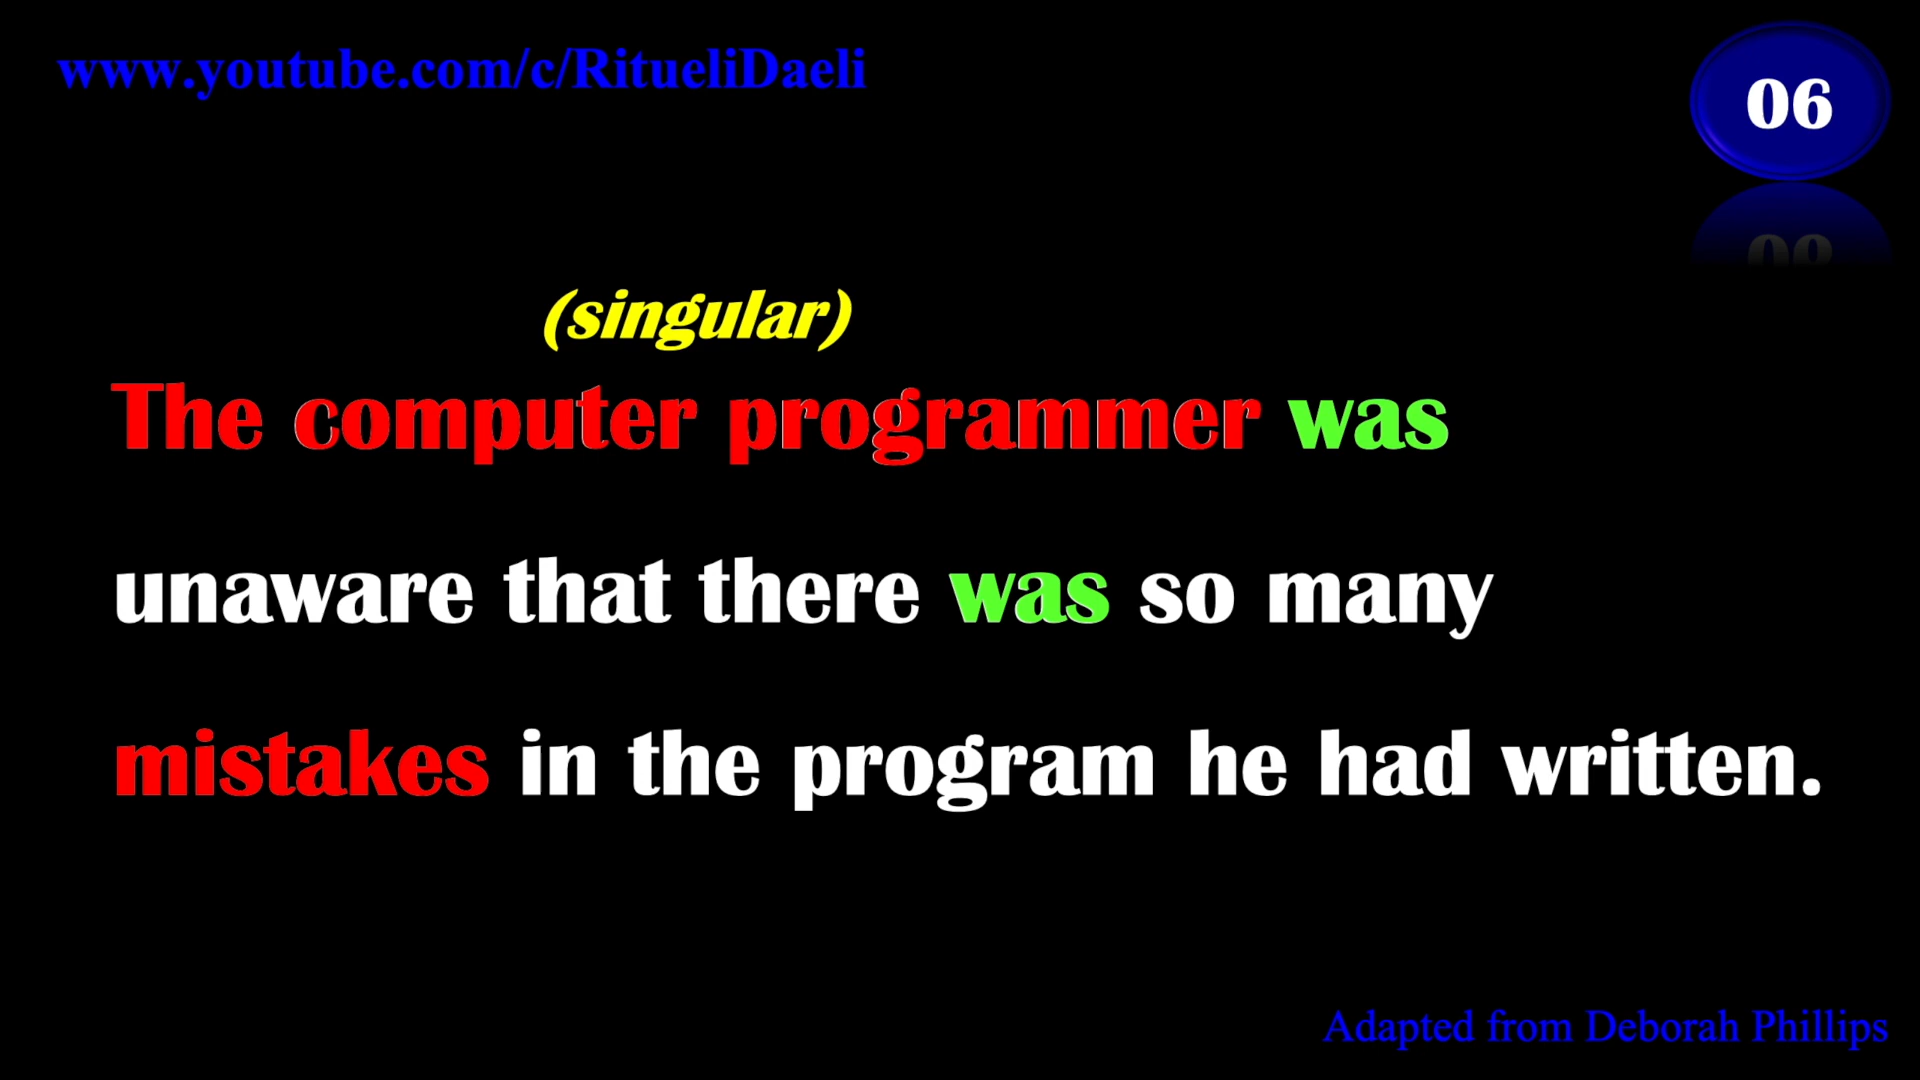 www.youtube.com/c/RitueliDaeli
06
(singular)
The computer programmer was
unaware that there was so many
mistakes in the program he had written.
Adapted from Deborah Phillips